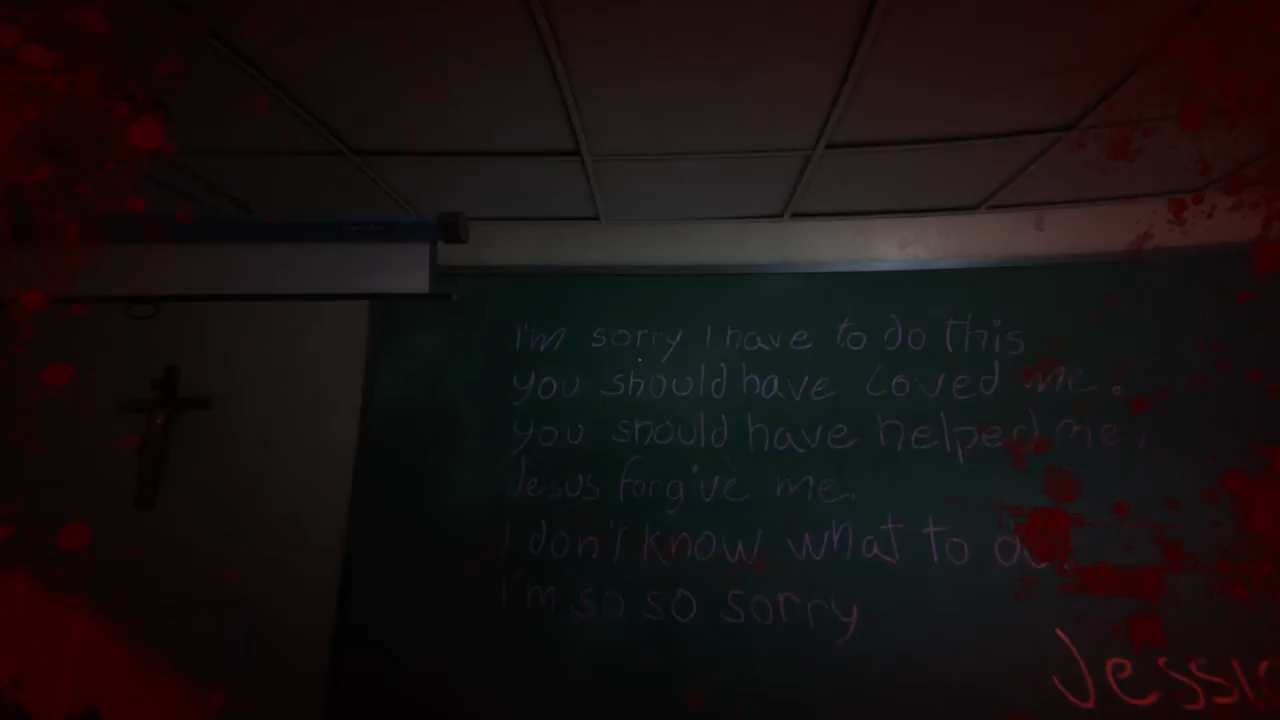 I'm sorry I have to do this
you should have loved me.
you should have helped me.
Jesus forgive me.
I don't know what to do.
I'm so so sorry